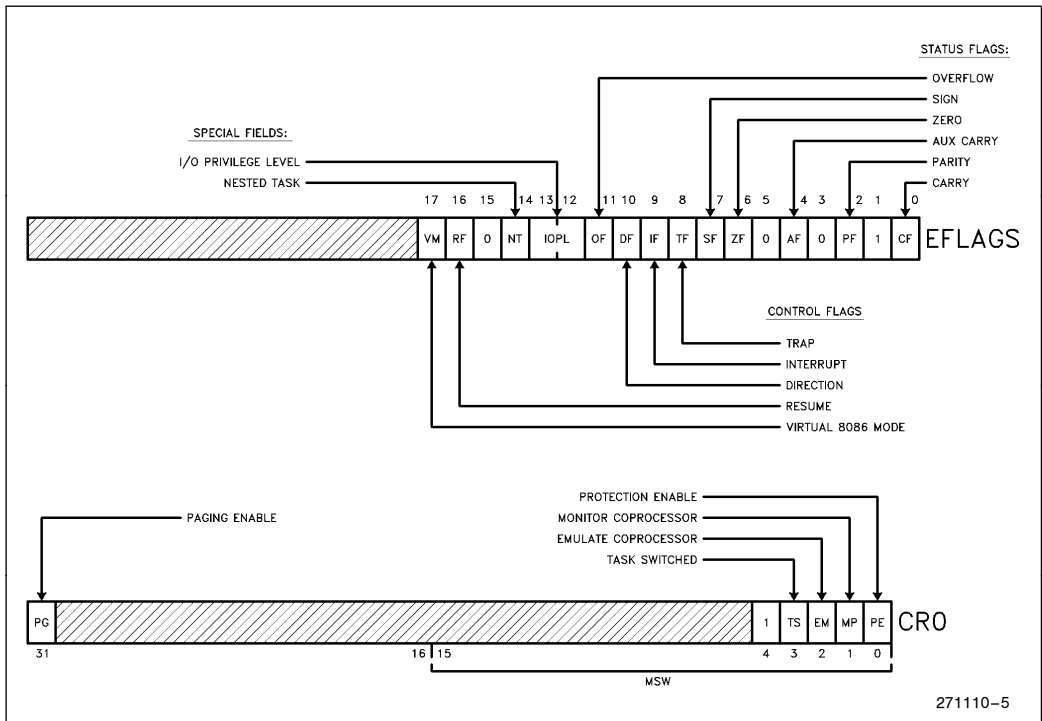 STATUS FLAGS:
OVERFLOW
SIGN
ZERO
AUX CARRY
PARITY
CARRY
SPECIAL FIELDS:
I/O PRIVILEGE LEVEL
NESTED TASK
17 16 15 14 13 12 11 10 9 8 7 6 5 4 3 2 1 0
VM RF 0 NT IOPL OF DF IF TF SF ZF 0 AF 0 PF 1 CF EFLAGS
CONTROL FLAGS
TRAP
INTERRUPT
DIRECTION
RESUME
VIRTUAL 8086 MODE
PROTECTION ENABLE
MONITOR COPROCESSOR
EMULATE COPROCESSOR
TASK SWITCHED
PAGING ENABLE
PG 1 TS EM MP PE CR0
31 16 15 4 3 2 1 0
MSW
271110-5